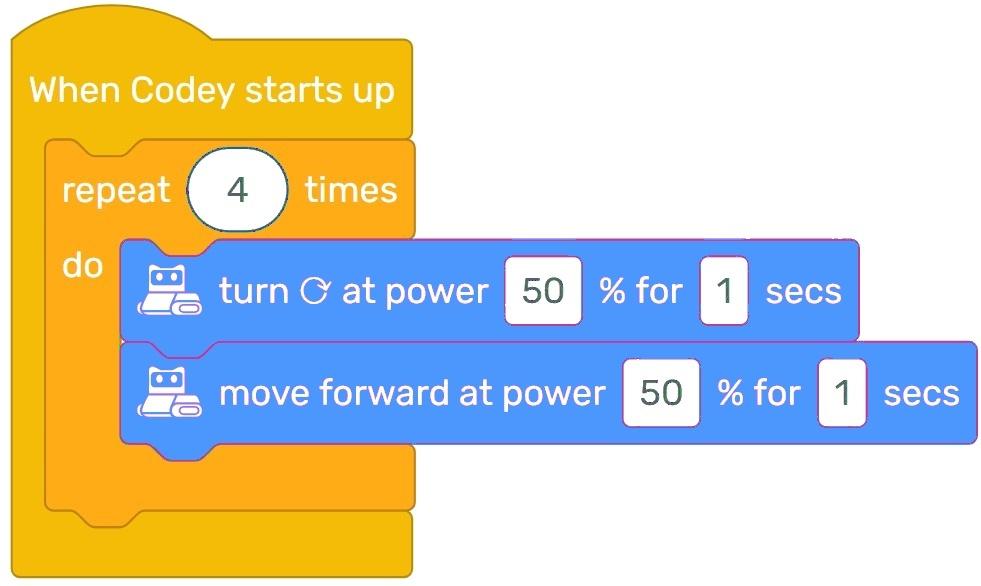 When Codey starts up
repeat 4 times
do
turn ⟳ at power 50 % for 1 secs
move forward at power 50 % for 1 secs